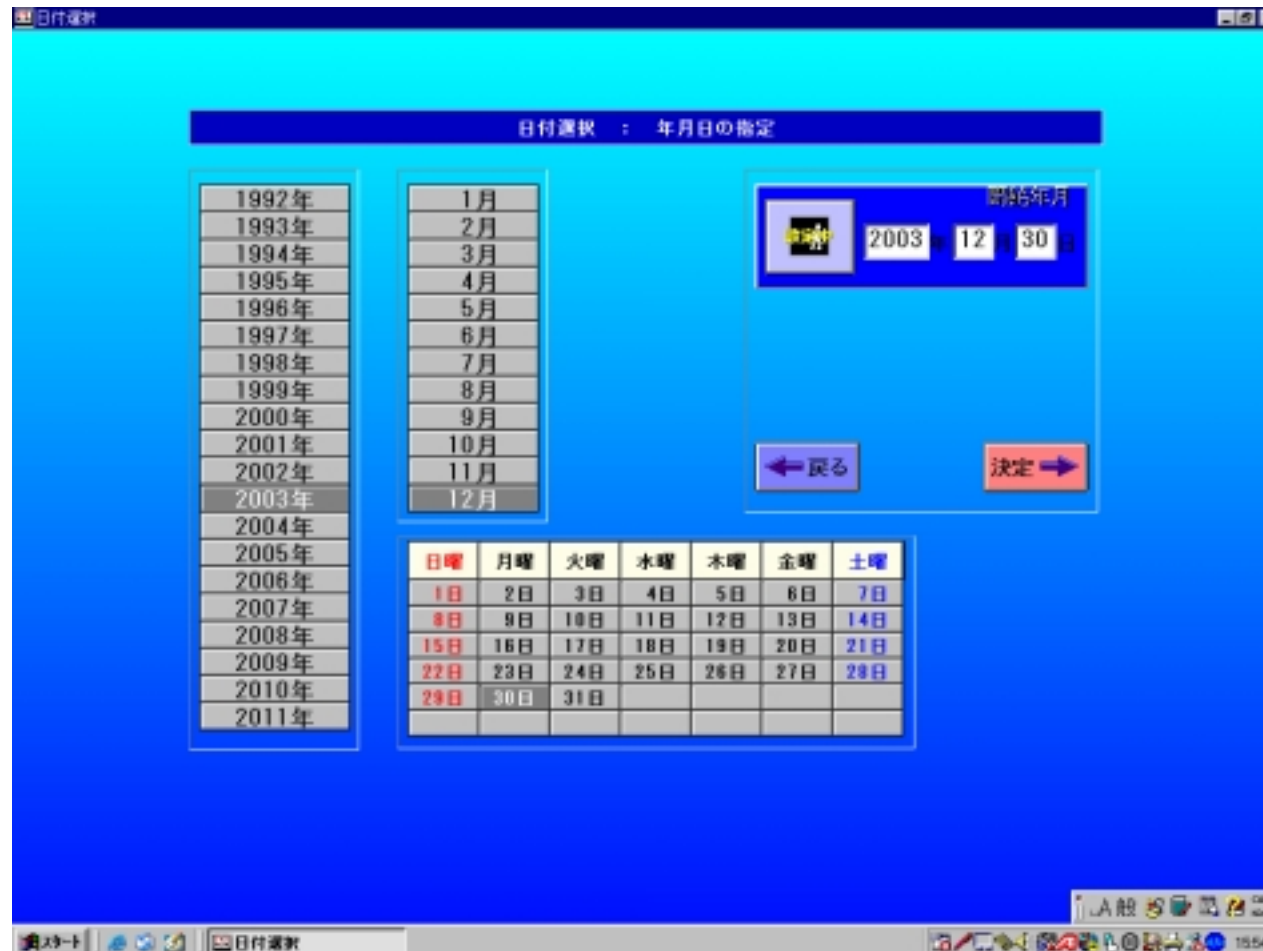 日付選択
日付選択 : 年月日の指定
1992年
1993年
1994年
1995年
1996年
1997年
1998年
1999年
2000年
2001年
2002年
2003年
2004年
2005年
2006年
2007年
2008年
2009年
2010年
2011年
1月
2月
3月
4月
5月
6月
7月
8月
9月
10月
11月
12月
開始年月
2003 年 12 月 30 日
戻る
決定
日曜 月曜 火曜 水曜 木曜 金曜 土曜
1日 2日 3日 4日 5日 6日 7日
8日 9日 10日 11日 12日 13日 14日
15日 16日 17日 18日 19日 20日 21日
22日 23日 24日 25日 26日 27日 28日
29日 30日 31日
A 般
スタート
日付選択